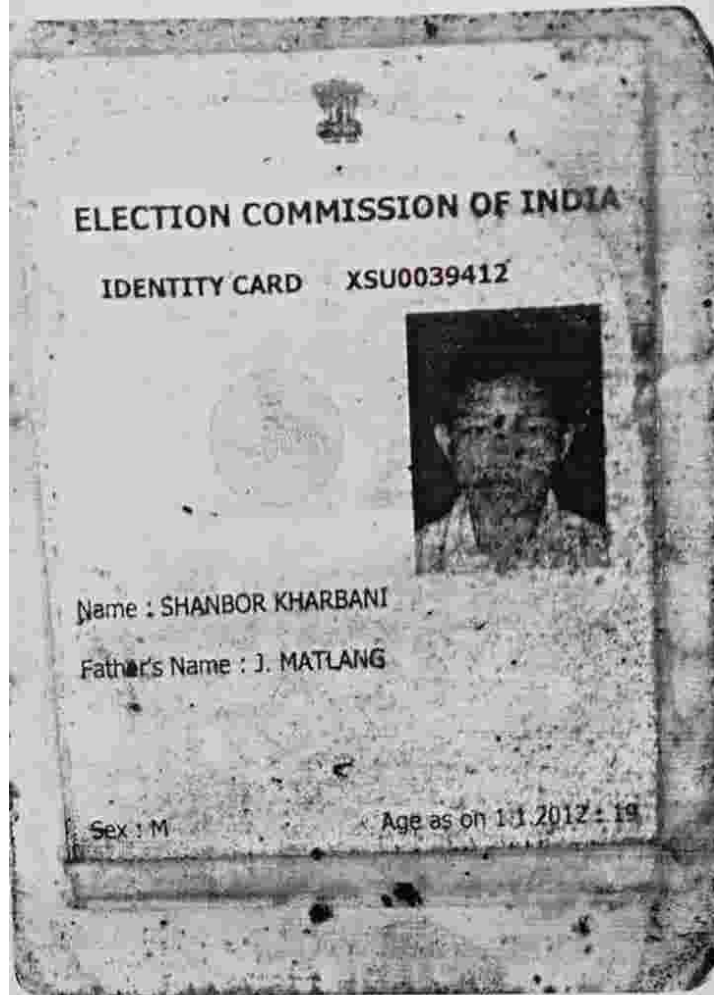 ELECTION COMMISSION OF INDIA
IDENTITY CARD XSU0039412
Name : SHANBOR KHARBANI
Father's Name : J. MATLANG
Sex : M Age as on 1.1.2012 : 19